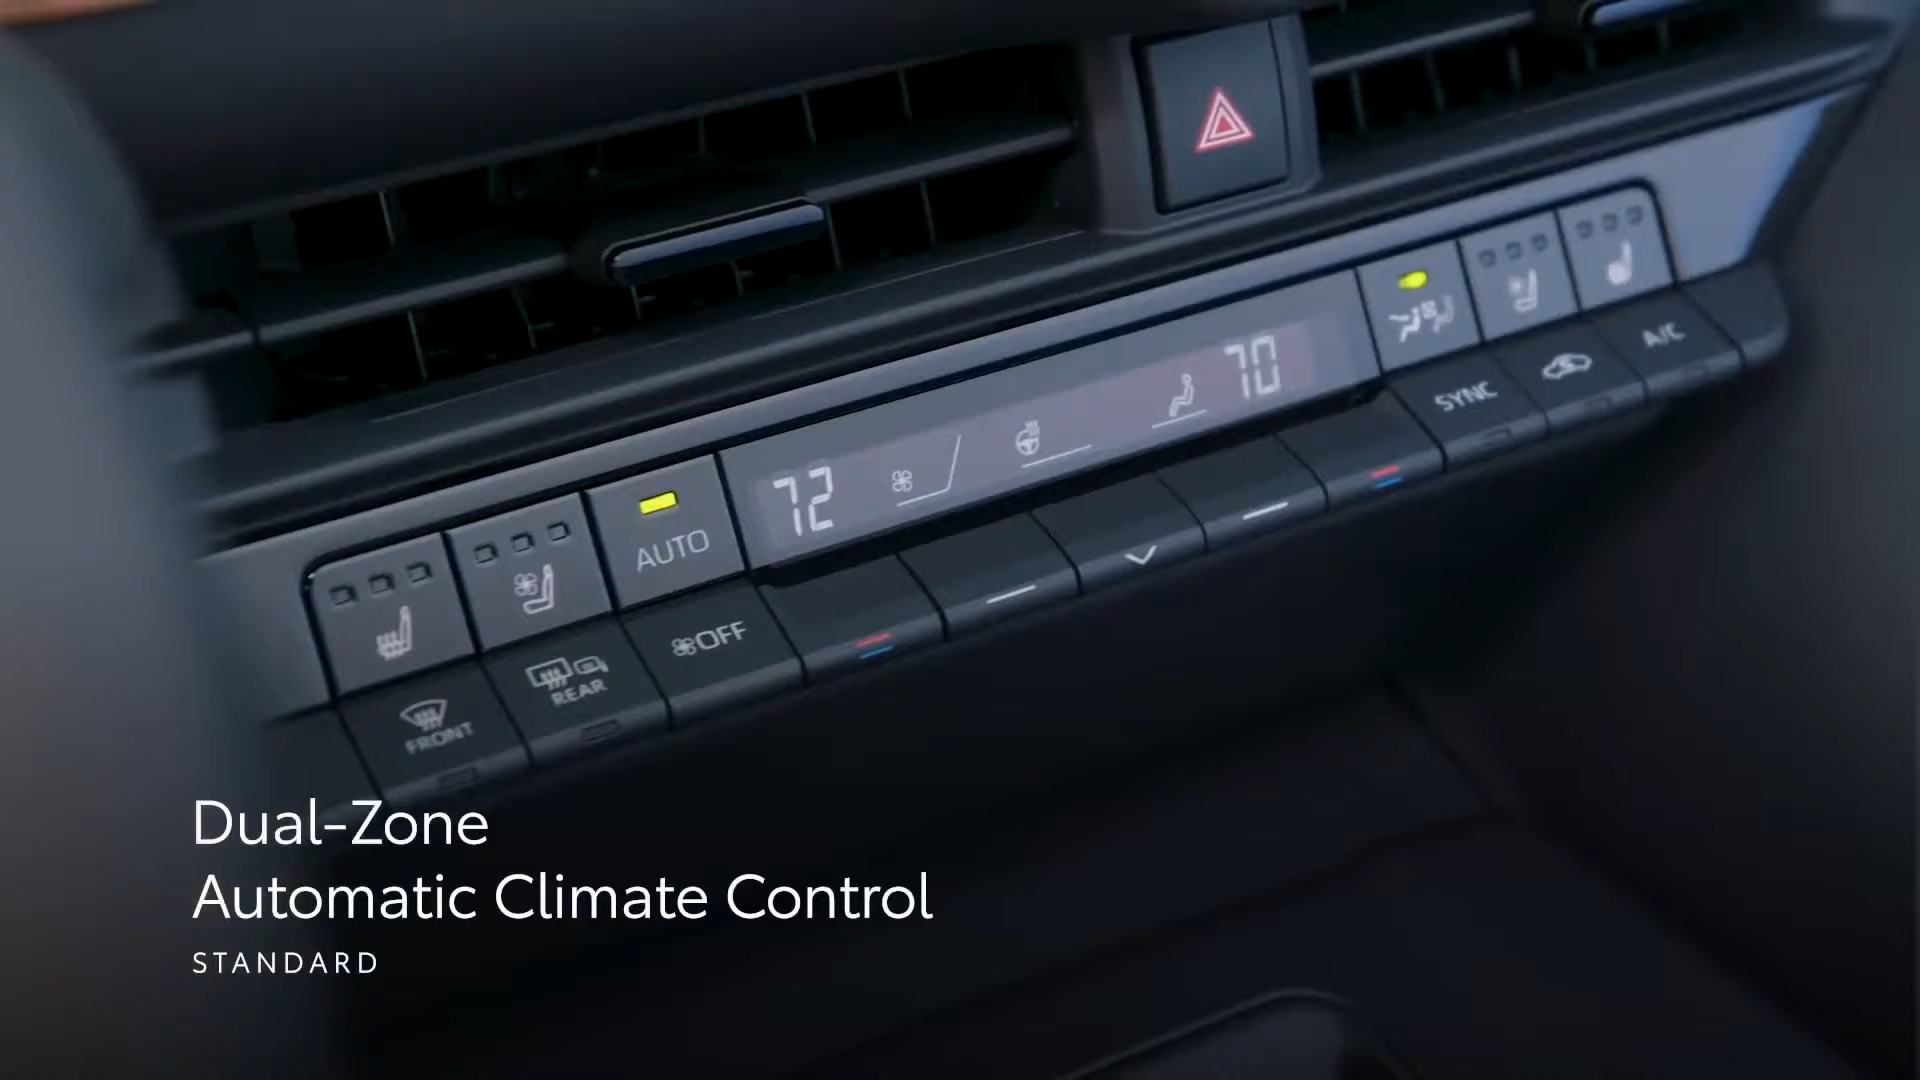 AUTO
72
70
SYNC
A/C
OFF
REAR
FRONT
Dual-Zone
Automatic Climate Control
STANDARD